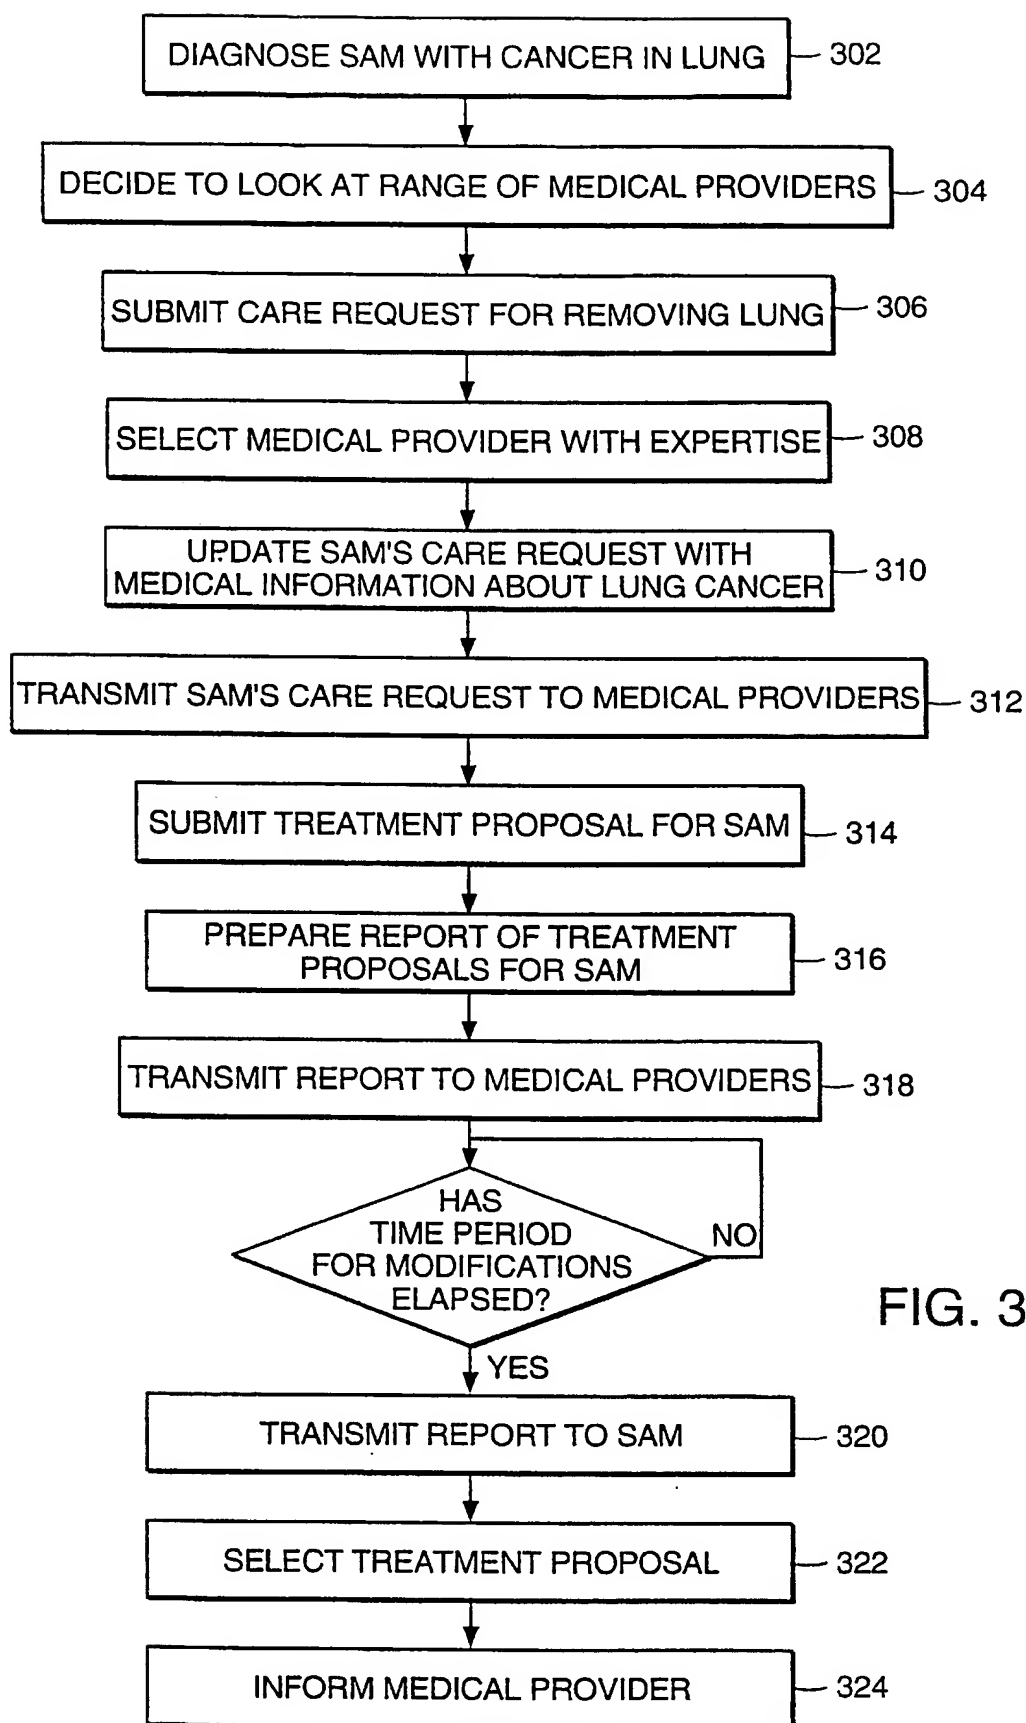 DIAGNOSE SAM WITH CANCER IN LUNG
302
DECIDE TO LOOK AT RANGE OF MEDICAL PROVIDERS
304
SUBMIT CARE REQUEST FOR REMOVING LUNG
306
SELECT MEDICAL PROVIDER WITH EXPERTISE
308
UPDATE SAM'S CARE REQUEST WITH
MEDICAL INFORMATION ABOUT LUNG CANCER
310
TRANSMIT SAM'S CARE REQUEST TO MEDICAL PROVIDERS
312
SUBMIT TREATMENT PROPOSAL FOR SAM
314
PREPARE REPORT OF TREATMENT
PROPOSALS FOR SAM
316
TRANSMIT REPORT TO MEDICAL PROVIDERS
318
HAS
TIME PERIOD
FOR MODIFICATIONS
ELAPSED?
NO
FIG. 3
YES
TRANSMIT REPORT TO SAM
320
SELECT TREATMENT PROPOSAL
322
INFORM MEDICAL PROVIDER
324